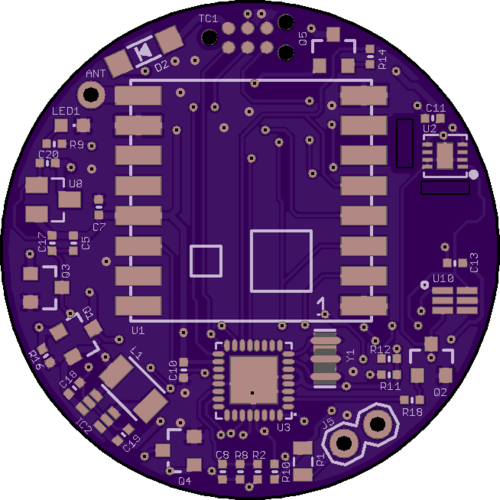 TC1
Q5
D2
R14
ANT
LED1
C11
U2
R9
C20
U8
C7
C17
C5
C13
Q3
U10
1
U1
L1
Y1
R12
R16
C10
R11
Q2
C18
R18
IC2
U3
J5
C19
Q4
C8 R8 R2
R10
R1